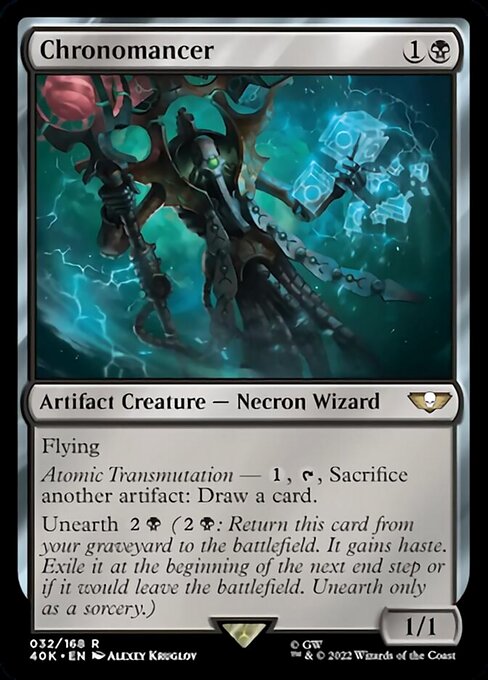 Chronomancer 1
Artifact Creature — Necron Wizard
Flying
Atomic Transmutation — 1, , Sacrifice
another artifact: Draw a card.
Unearth 2 (2 : Return this card from
your graveyard to the battlefield. It gains haste.
Exile it at the beginning of the next end step or
if it would leave the battlefield. Unearth only
as a sorcery.)
1/1
032/168 R
40K • EN Alexey Kruglov
© GW
™ & © 2022 Wizards of the Coast